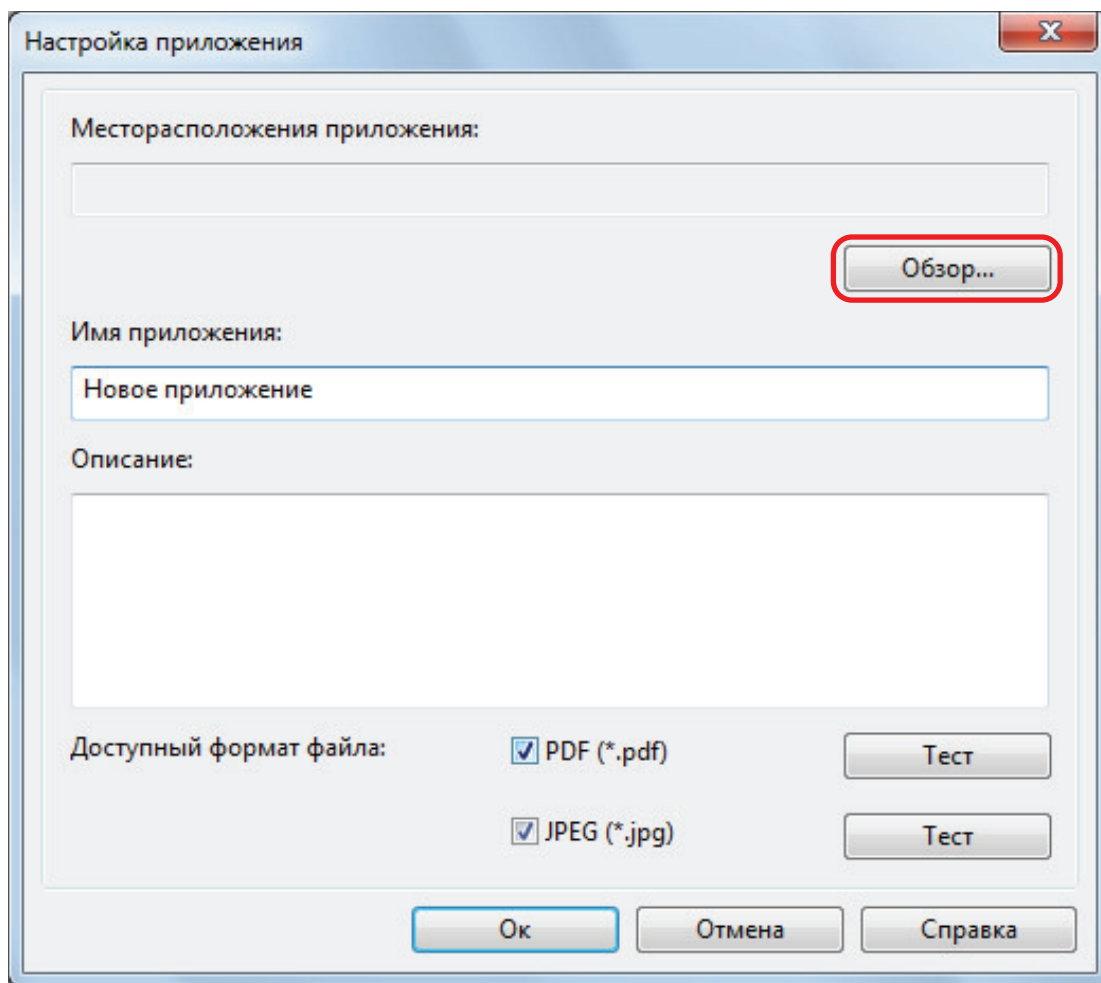 Настройка приложения
Месторасположения приложения:
Обзор...
Имя приложения:
Новое приложение
Описание:
Доступный формат файла:
PDF (*.pdf)
Тест
JPEG (*.jpg)
Тест
Ок
Отмена
Справка